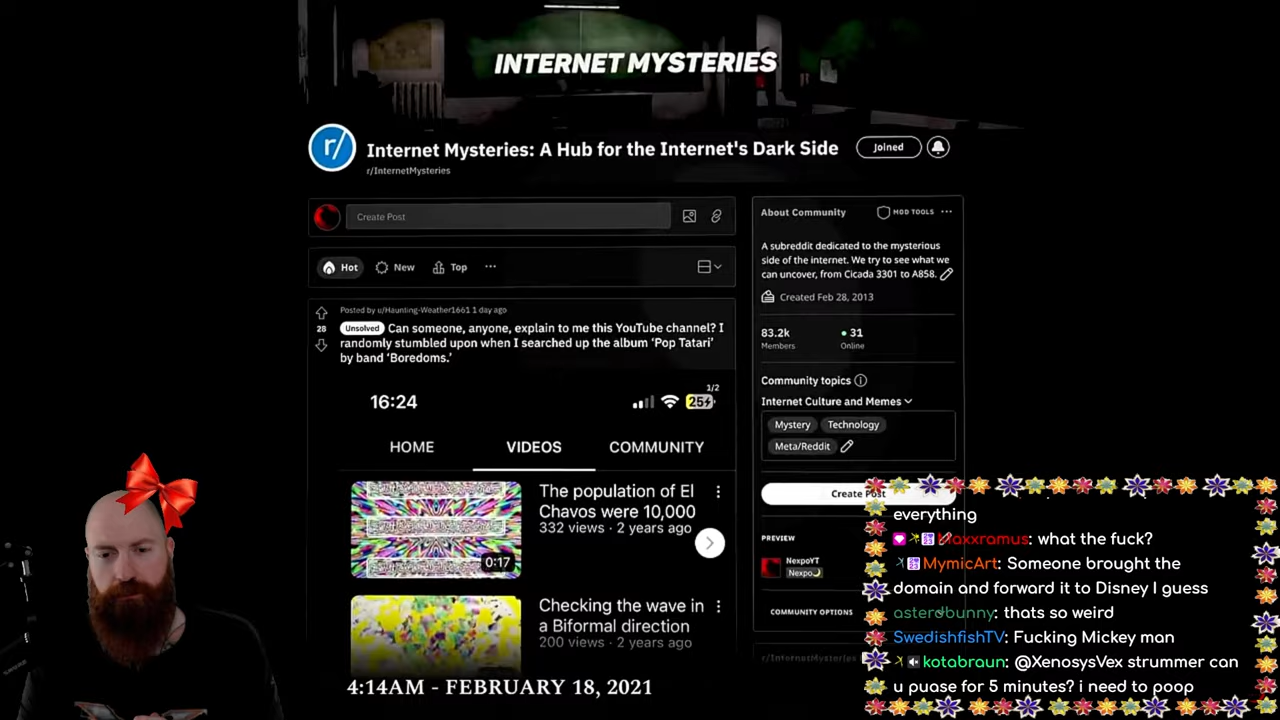 INTERNET MYSTERIES
r/
Internet Mysteries: A Hub for the Internet's Dark Side
Joined
r/InternetMysteries
Create Post
Hot
New
Top
Posted by u/Haunting-Weather1661 1 day ago
28
Unsolved Can someone, anyone, explain to me this YouTube channel? I
randomly stumbled upon when I searched up the album ‘Pop Tatari’
by band ‘Boredoms.’
1/2
16:24
25
HOME
VIDEOS
COMMUNITY
The population of El
Chavos were 10,000
332 views · 2 years ago
0:17
Checking the wave in
a Biformal direction
200 views · 2 years ago
4:14AM - FEBRUARY 18, 2021
About Community
MOD TOOLS
A subreddit dedicated to the mysterious
side of the internet. We try to see what we
can uncover, from Cicada 3301 to A858.
Created Feb 28, 2013
83.2k
Members
31
Online
Community topics
Internet Culture and Memes
Mystery
Technology
Meta/Reddit
Create Post
PREVIEW
NexpoYT
Nexpo
COMMUNITY OPTIONS
r/InternetMysteries
everything
Maxxramus: what the fuck?
MymicArt: Someone brought the
domain and forward it to Disney I guess
asterdbunny: thats so weird
SwedishfishTV: Fucking Mickey man
kotabraun: @XenosysVex strummer can
u puase for 5 minutes? i need to poop